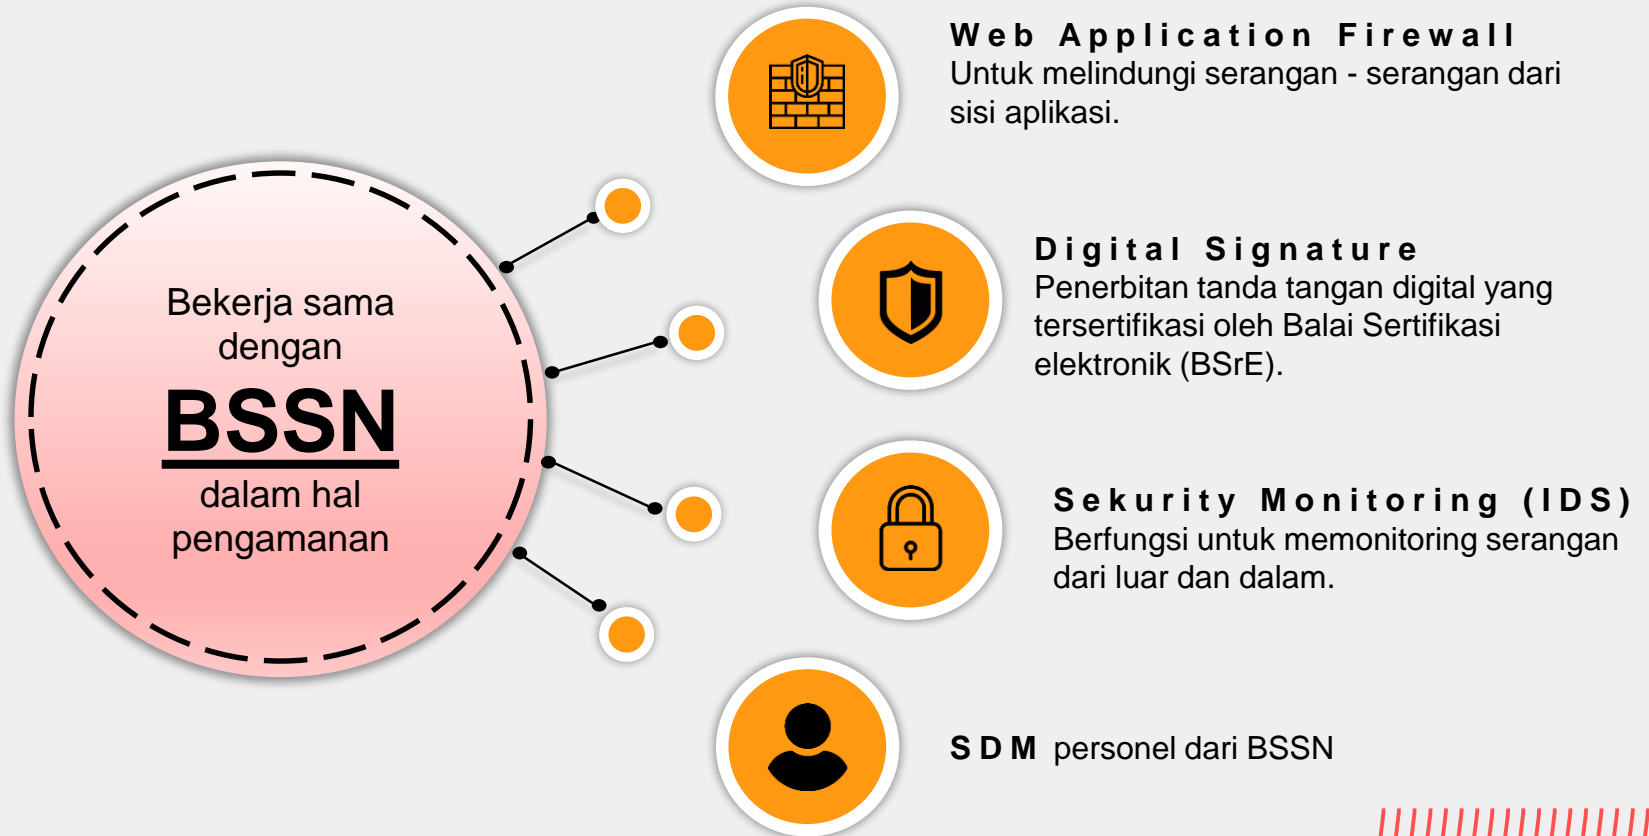 Bekerja sama
dengan
BSSN
dalam hal
pengamanan
Web Application Firewall
Untuk melindungi serangan - serangan dari
sisi aplikasi.
Digital Signature
Penerbitan tanda tangan digital yang
tersertifikasi oleh Balai Sertifikasi
elektronik (BSrE).
Sekurity Monitoring (IDS)
Berfungsi untuk memonitoring serangan
dari luar dan dalam.
SDM personel dari BSSN